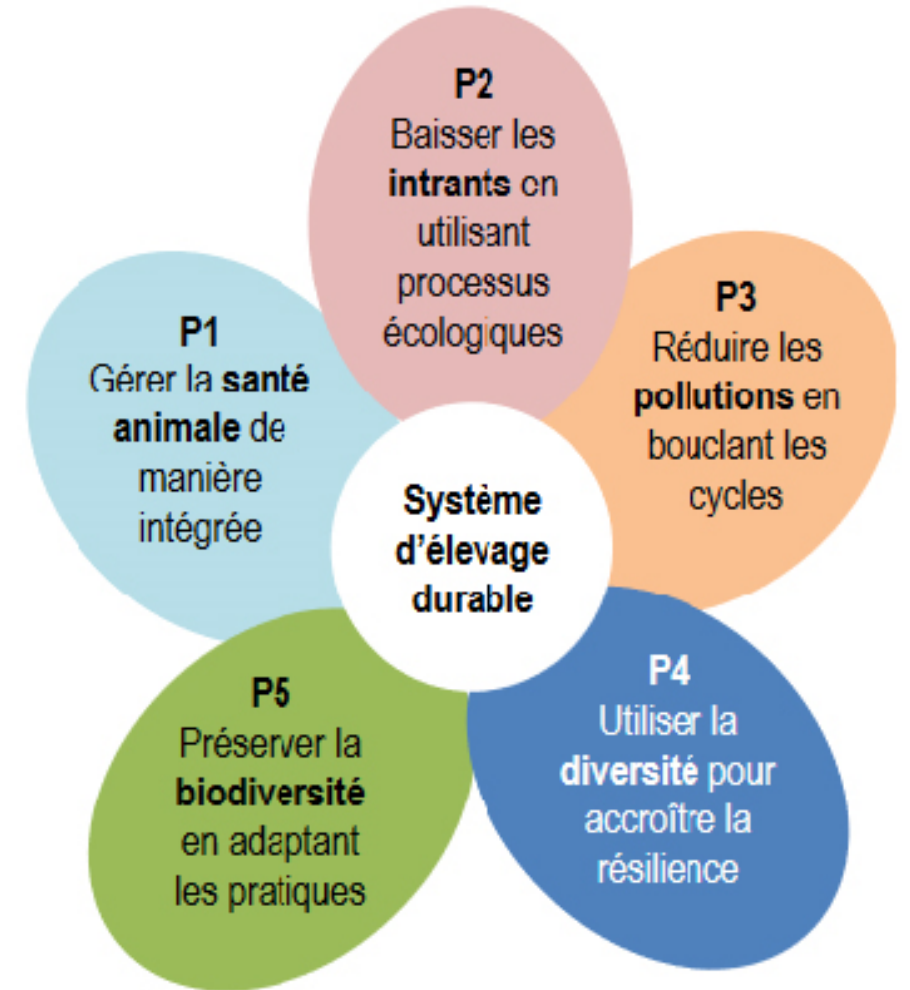 P2
Baisser les
intrants en
utilisant
processus
écologiques
P1
Gérer la santé
animale de
manière
intégrée
P3
Réduire les
pollutions en
bouclant les
cycles
Système
d'élevage
durable
P5
Préserver la
biodiversité
en adaptant
les pratiques
P4
Utiliser la
diversité pour
accroître la
résilience